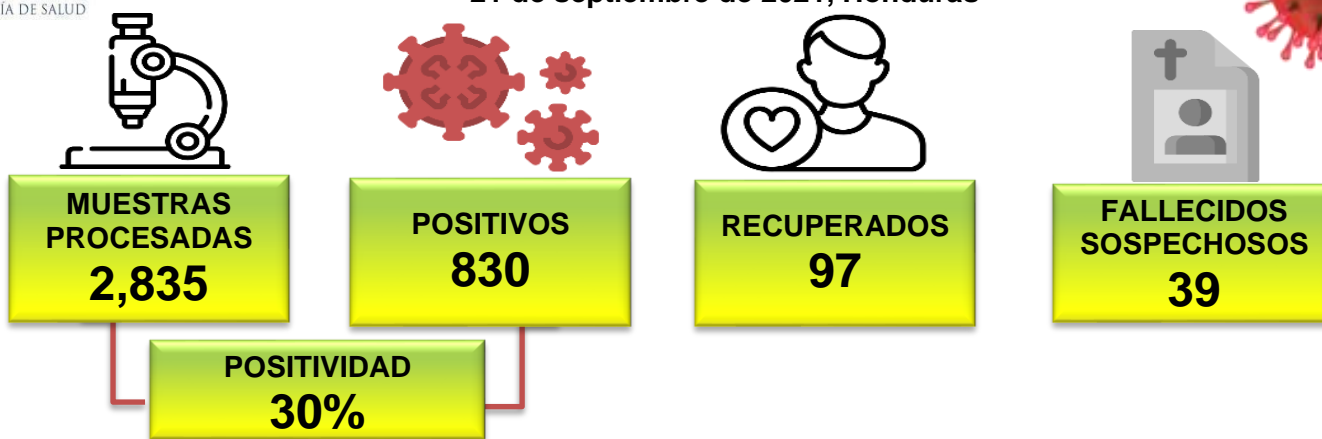 ÍA DE SALUD
MUESTRAS
PROCESADAS
2,835
POSITIVOS
830
RECUPERADOS
97
FALLECIDOS
SOSPECHOSOS
39
POSITIVIDAD
30%